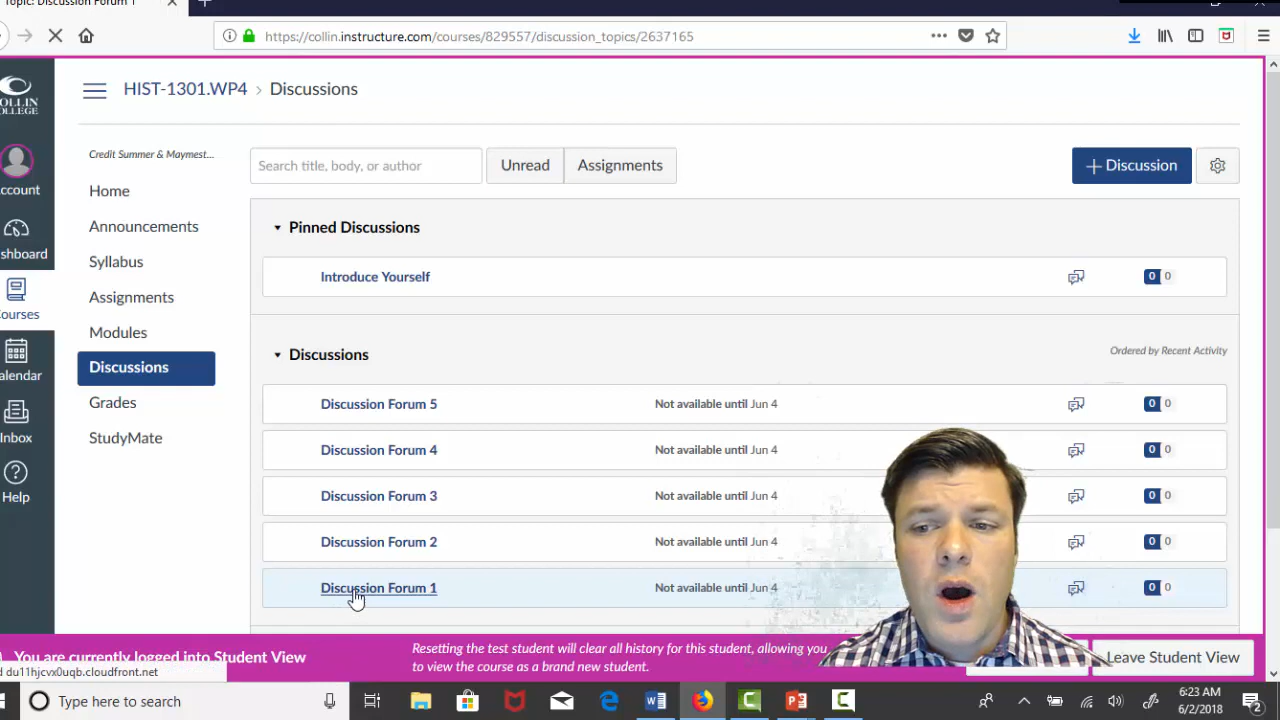 Topic: Discussion Forum 1
https://collin.instructure.com/courses/829557/discussion_topics/2637165
COLLIN
COLLEGE
HIST-1301.WP4 > Discussions
Credit Summer & Maymest...
Search title, body, or author
Unread
Assignments
+ Discussion
Home
Announcements
Syllabus
Assignments
Modules
Discussions
Grades
StudyMate
Account
shboard
Courses
alendar
Inbox
Help
Pinned Discussions
Introduce Yourself
0 0
Discussions
Ordered by Recent Activity
Discussion Forum 5 Not available until Jun 4 0 0
Discussion Forum 4 Not available until Jun 4 0 0
Discussion Forum 3 Not available until Jun 4 0 0
Discussion Forum 2 Not available until Jun 4 0 0
Discussion Forum 1 Not available until Jun 4 0 0
You are currently logged into Student View
Resetting the test student will clear all history for this student, allowing you
to view the course as a brand new student.
Leave Student View
d du11hjcvx0uqb.cloudfront.net
Type here to search
6:23 AM
6/2/2018
2